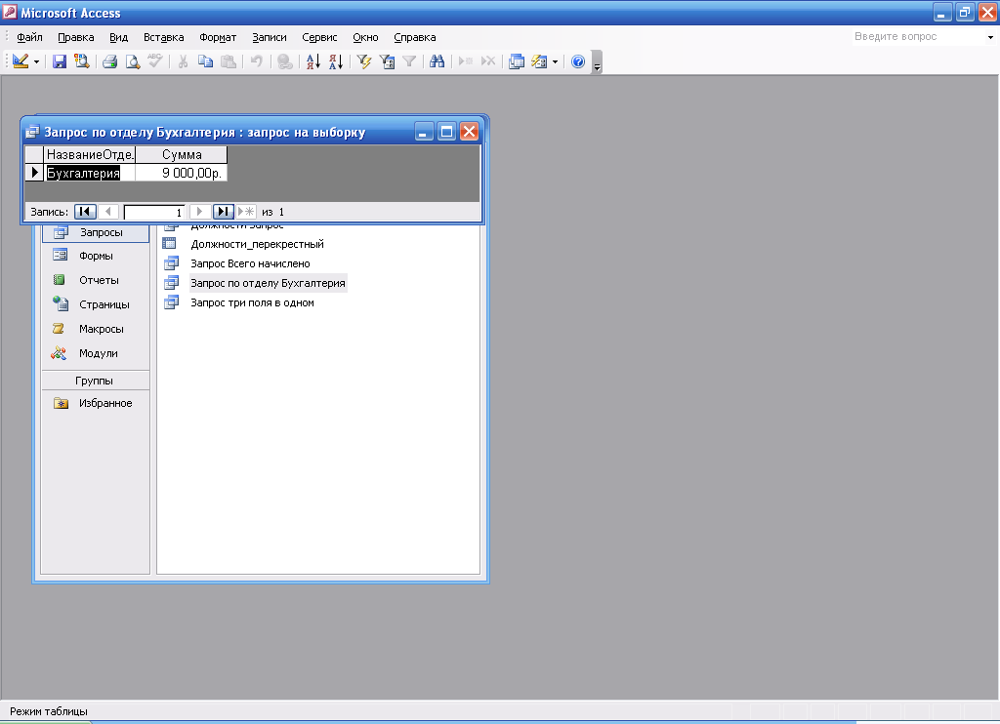 Microsoft Access
Файл Правка Вид Вставка Формат Записи Сервис Окно Справка Введите вопрос
Запрос по отделу Бухгалтерия : запрос на выборку
НазваниеОтде. Сумма
Бухгалтерия 9 000,00р.
Запись: 1 из 1
Должности Запрос
Запросы
Должности_перекрестный
Формы
Запрос Всего начислено
Отчеты
Запрос по отделу Бухгалтерия
Страницы
Запрос три поля в одном
Макросы
Модули
Группы
Избранное
Режим таблицы